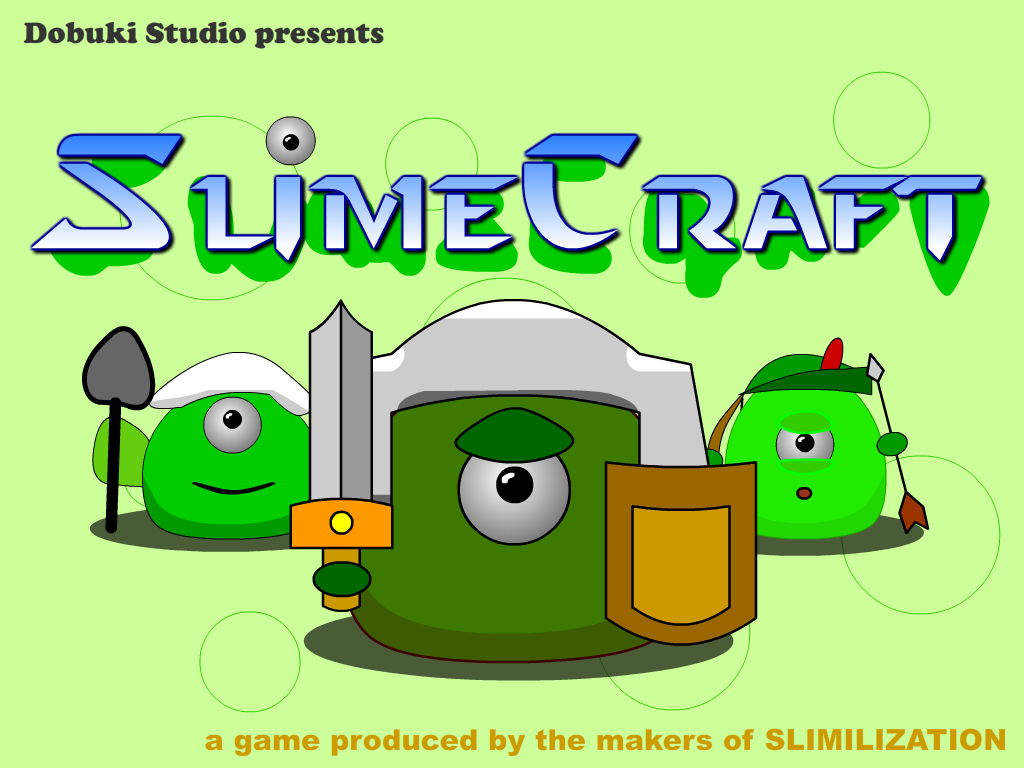 Dobuki Studio presents
SLIMECRAFT
a game produced by the makers of SLIMILIZATION